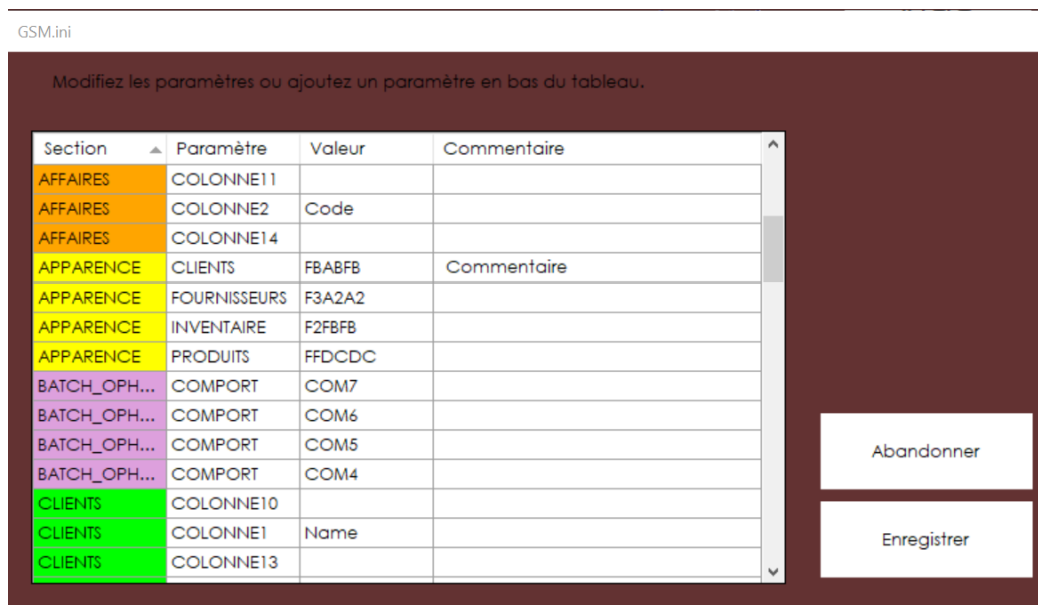 GSM.ini
Modifiez les paramètres ou ajoutez un paramètre en bas du tableau.
Section Paramètre Valeur Commentaire
AFFAIRES COLONNE11
AFFAIRES COLONNE2 Code
AFFAIRES COLONNE14
APPARENCE CLIENTS FBABFB Commentaire
APPARENCE FOURNISSEURS F3A2A2
APPARENCE INVENTAIRE F2FBFB
APPARENCE PRODUITS FFDCDC
BATCH_OPH... COMPORT COM7
BATCH_OPH... COMPORT COM6
BATCH_OPH... COMPORT COM5
BATCH_OPH... COMPORT COM4
CLIENTS COLONNE10
CLIENTS COLONNE1 Name
CLIENTS COLONNE13
Abandonner
Enregistrer